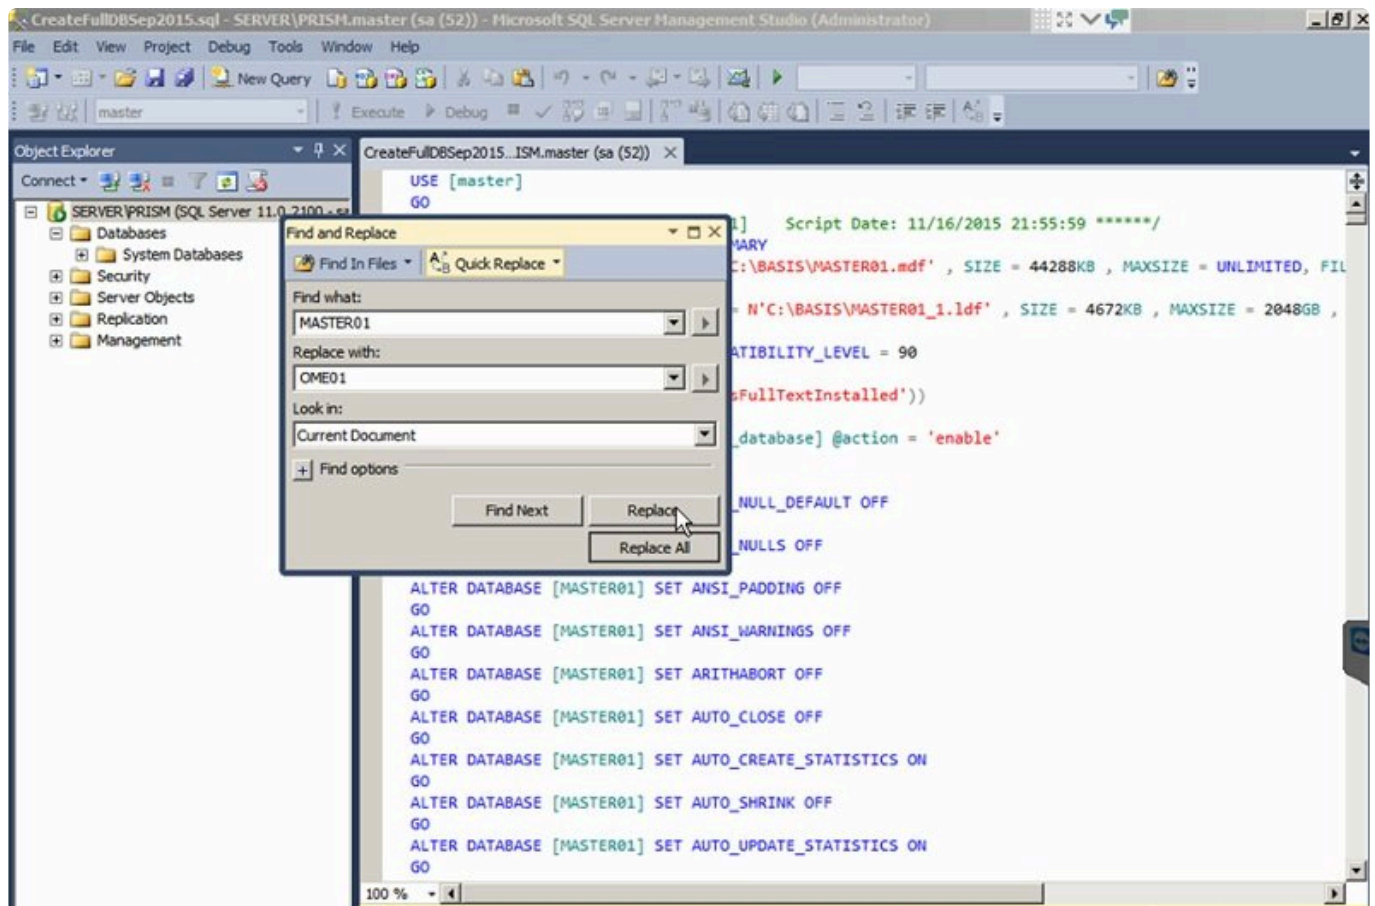 CreateFullDBSep2015.sql - SERVER\PRISM.master (sa (52)) - Microsoft SQL Server Management Studio (Administrator)
File Edit View Project Debug Tools Window Help
New Query
master Execute Debug
Object Explorer
Connect
SERVER\PRISM (SQL Server 11.0.2100 - sa
Databases
System Databases
Security
Server Objects
Replication
Management
CreateFullDBSep2015...ISM.master (sa (52))
USE [master]
GO
1] Script Date: 11/16/2015 21:55:59 ******/
MARY
C:\BASIS\MASTER01.mdf' , SIZE = 44288KB , MAXSIZE = UNLIMITED, FIL
= N'C:\BASIS\MASTER01_1.ldf' , SIZE = 4672KB , MAXSIZE = 2048GB ,
ATIBILITY_LEVEL = 90
sFullTextInstalled'))
_database] @action = 'enable'
_NULL_DEFAULT OFF
_NULLS OFF
Find and Replace
Find In Files
Quick Replace
Find what:
MASTER01
Replace with:
OME01
Look in:
Current Document
Find options
Find Next
Replace
Replace All
ALTER DATABASE [MASTER01] SET ANSI_PADDING OFF
GO
ALTER DATABASE [MASTER01] SET ANSI_WARNINGS OFF
GO
ALTER DATABASE [MASTER01] SET ARITHABORT OFF
GO
ALTER DATABASE [MASTER01] SET AUTO_CLOSE OFF
GO
ALTER DATABASE [MASTER01] SET AUTO_CREATE_STATISTICS ON
GO
ALTER DATABASE [MASTER01] SET AUTO_SHRINK OFF
GO
ALTER DATABASE [MASTER01] SET AUTO_UPDATE_STATISTICS ON
GO
100 %